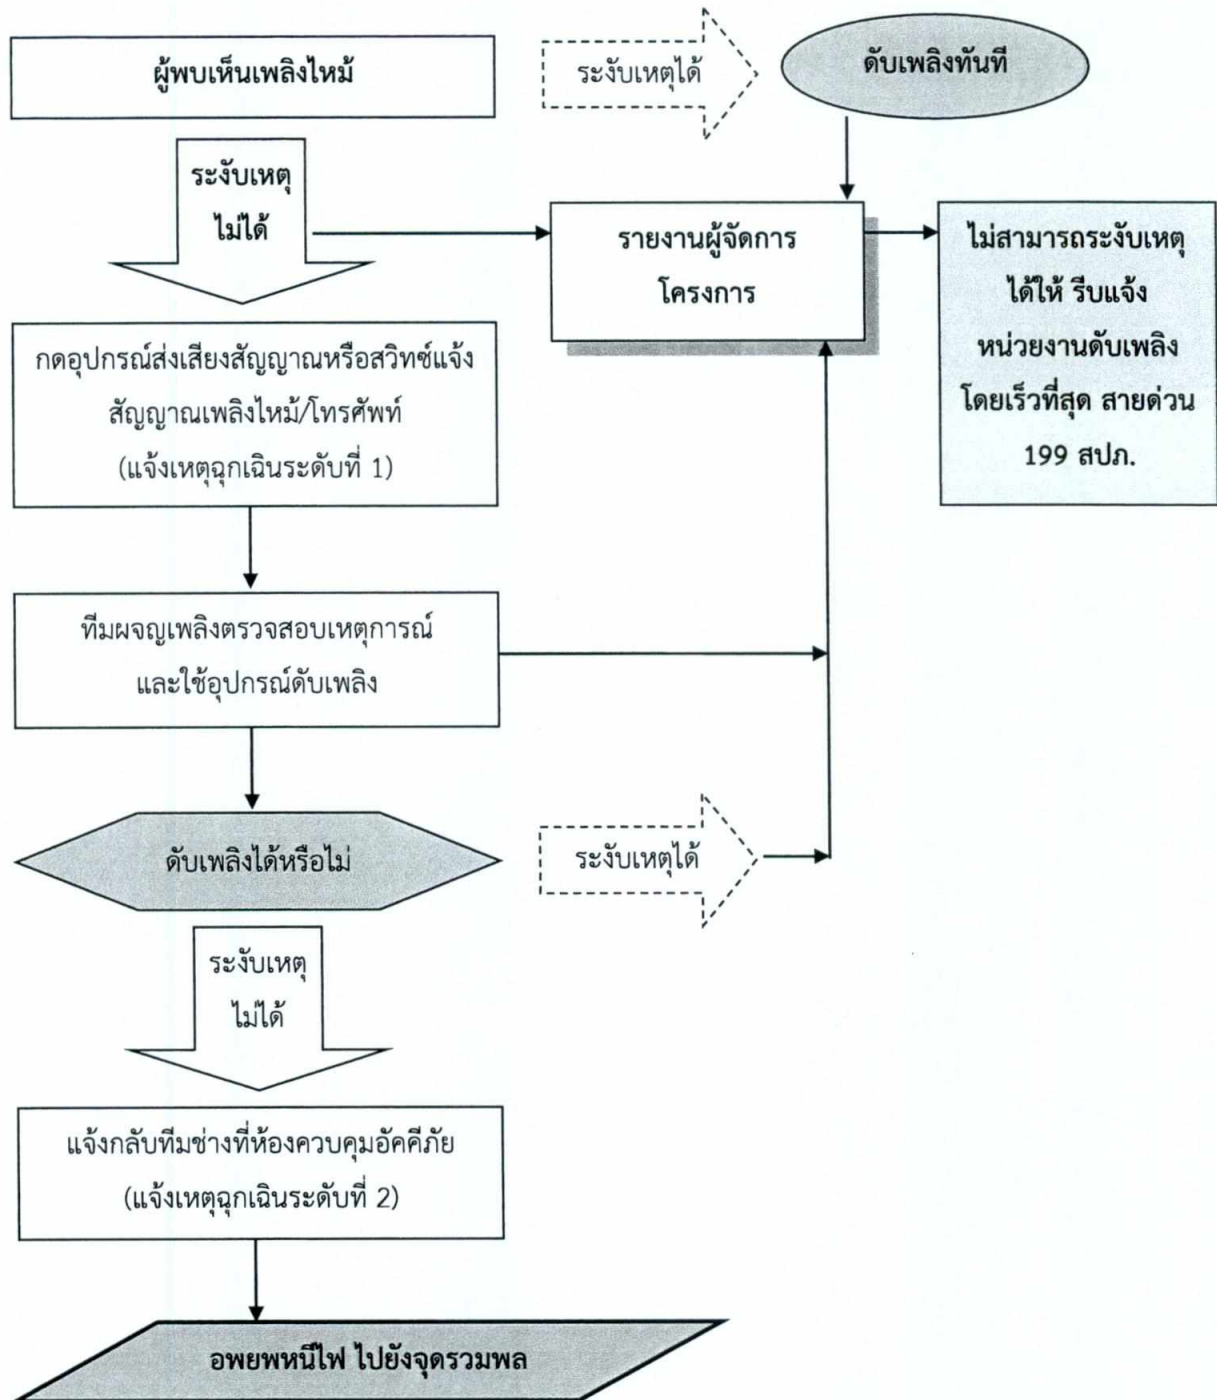 ผู้พบเห็นเพลิงไหม้
ระงับเหตุได้
ดับเพลิงทันที
ระงับเหตุ
ไม่ได้
รายงานผู้จัดการ
โครงการ
ไม่สามารถระงับเหตุ
ได้ให้ รีบแจ้ง
หน่วยงานดับเพลิง
โดยเร็วที่สุด สายด่วน
199 สปภ.
กดอุปกรณ์ส่งเสียงสัญญาณหรือสวิทซ์แจ้ง
สัญญาณเพลิงไหม้/โทรศัพท์
(แจ้งเหตุฉุกเฉินระดับที่ 1)
ทีมผจญเพลิงตรวจสอบเหตุการณ์
และใช้อุปกรณ์ดับเพลิง
ดับเพลิงได้หรือไม่
ระงับเหตุได้
ระงับเหตุ
ไม่ได้
แจ้งกลับทีมช่างที่ห้องควบคุมอัคคีภัย
(แจ้งเหตุฉุกเฉินระดับที่ 2)
อพยพหนีไฟ ไปยังจุดรวมพล